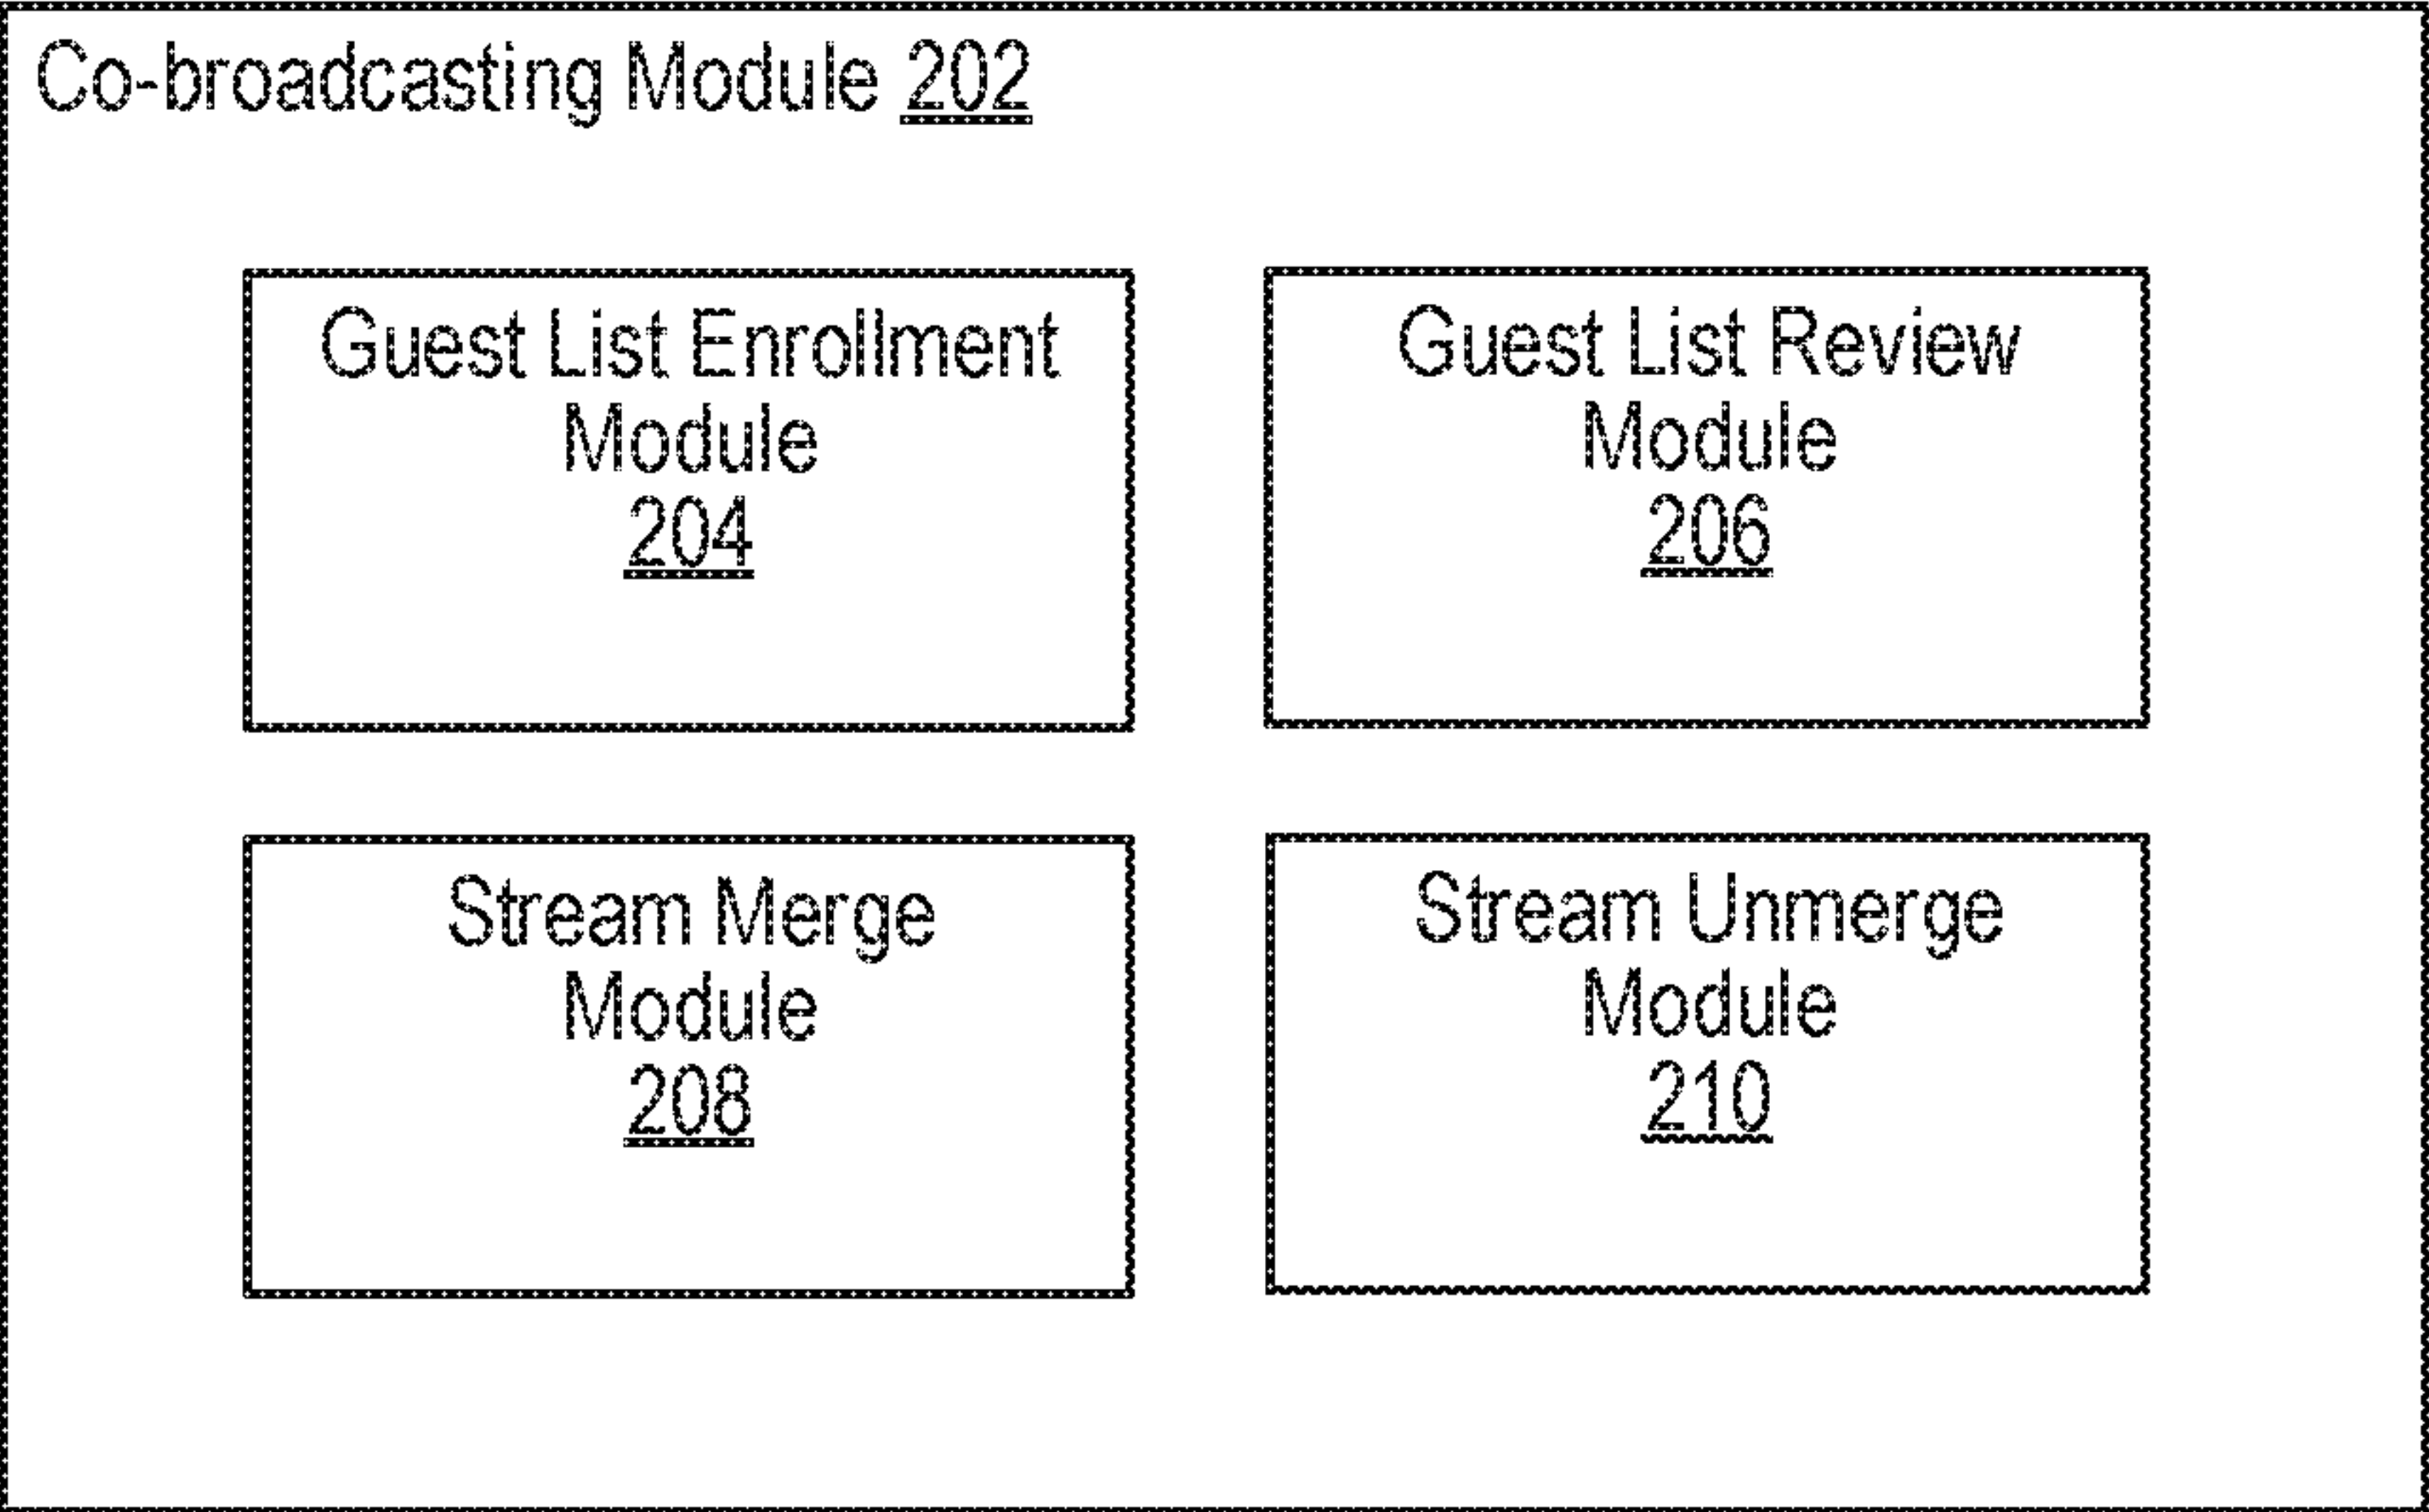 Co-broadcasting Module 202
Guest List Enrollment
Module
204
Guest List Review
Module
206
Stream Merge
Module
208
Stream Unmerge
Module
210